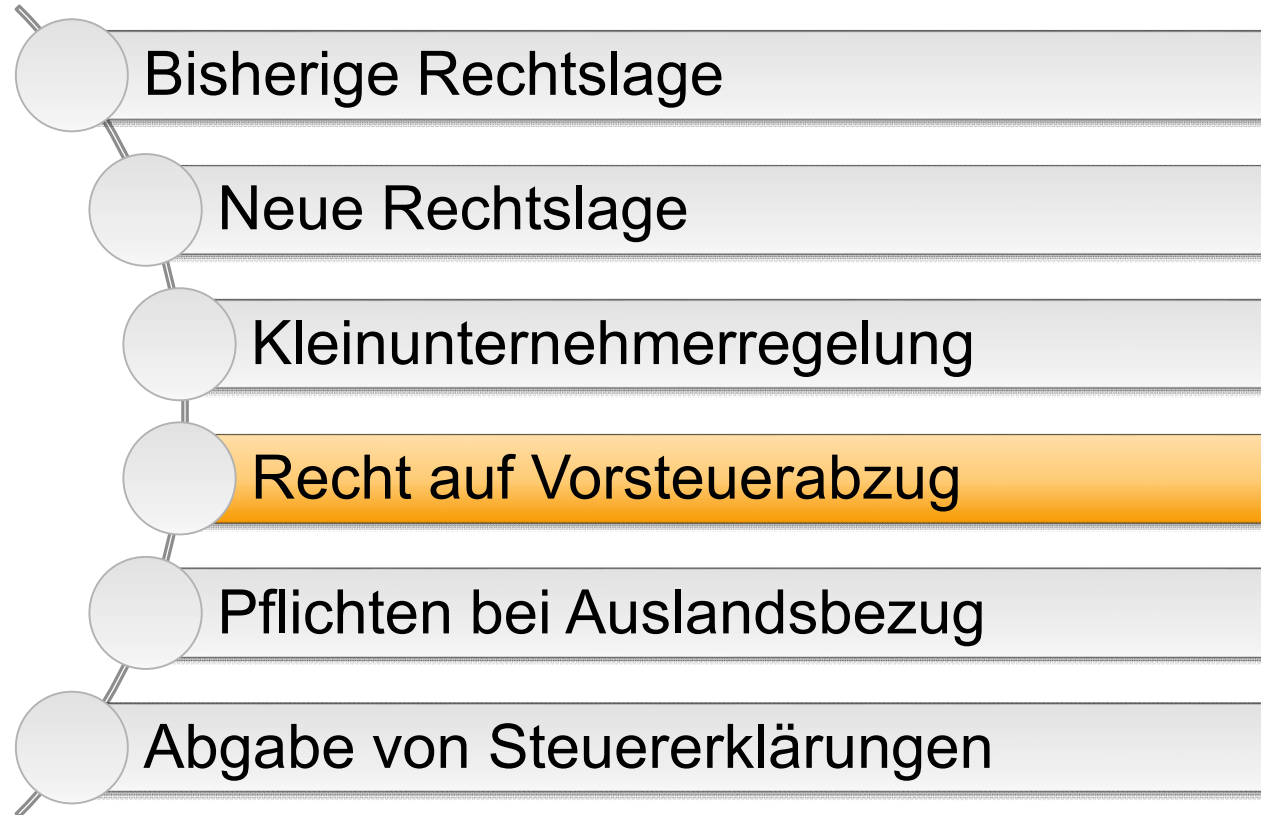 Bisherige Rechtslage
Neue Rechtslage
Kleinunternehmerregelung
Recht auf Vorsteuerabzug
Pflichten bei Auslandsbezug
Abgabe von Steuererklärungen